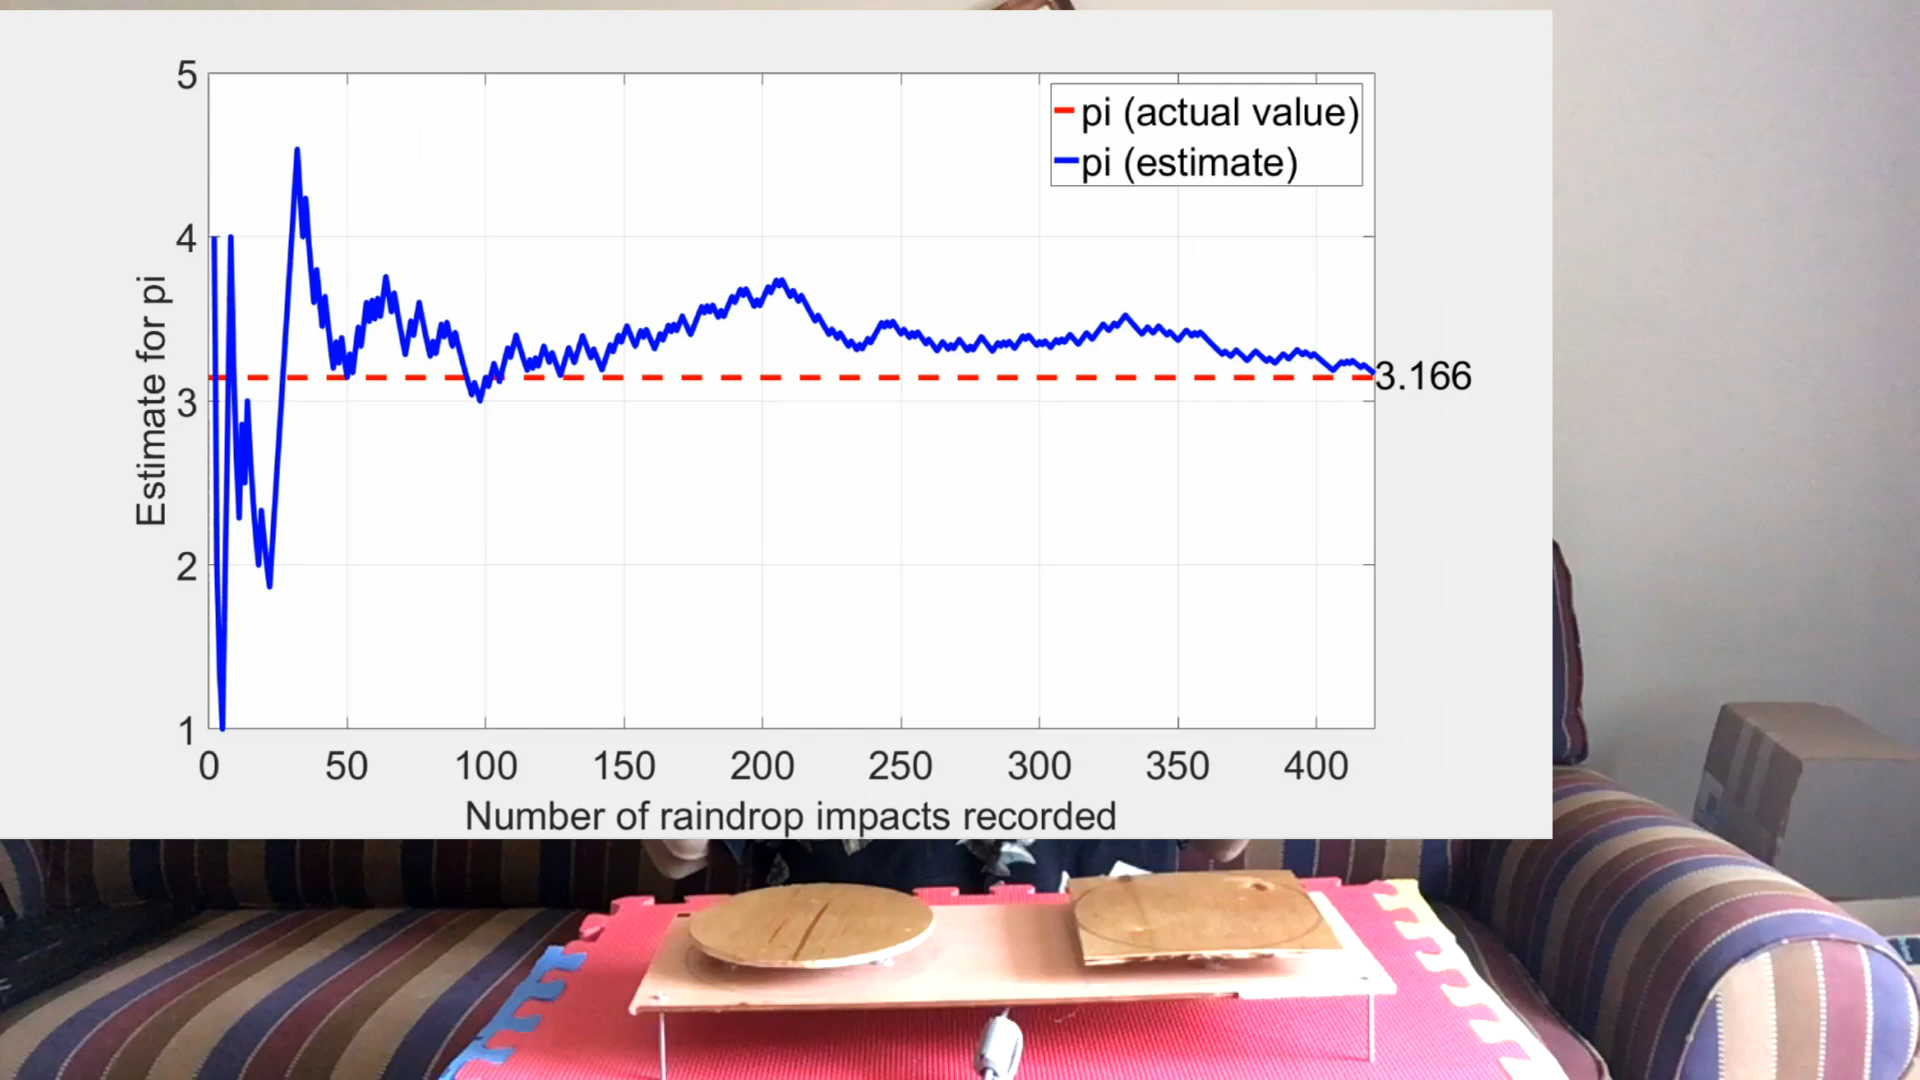 5
4
3
2
1
Estimate for pi
pi (actual value)
pi (estimate)
3.166
0 50 100 150 200 250 300 350 400
Number of raindrop impacts recorded